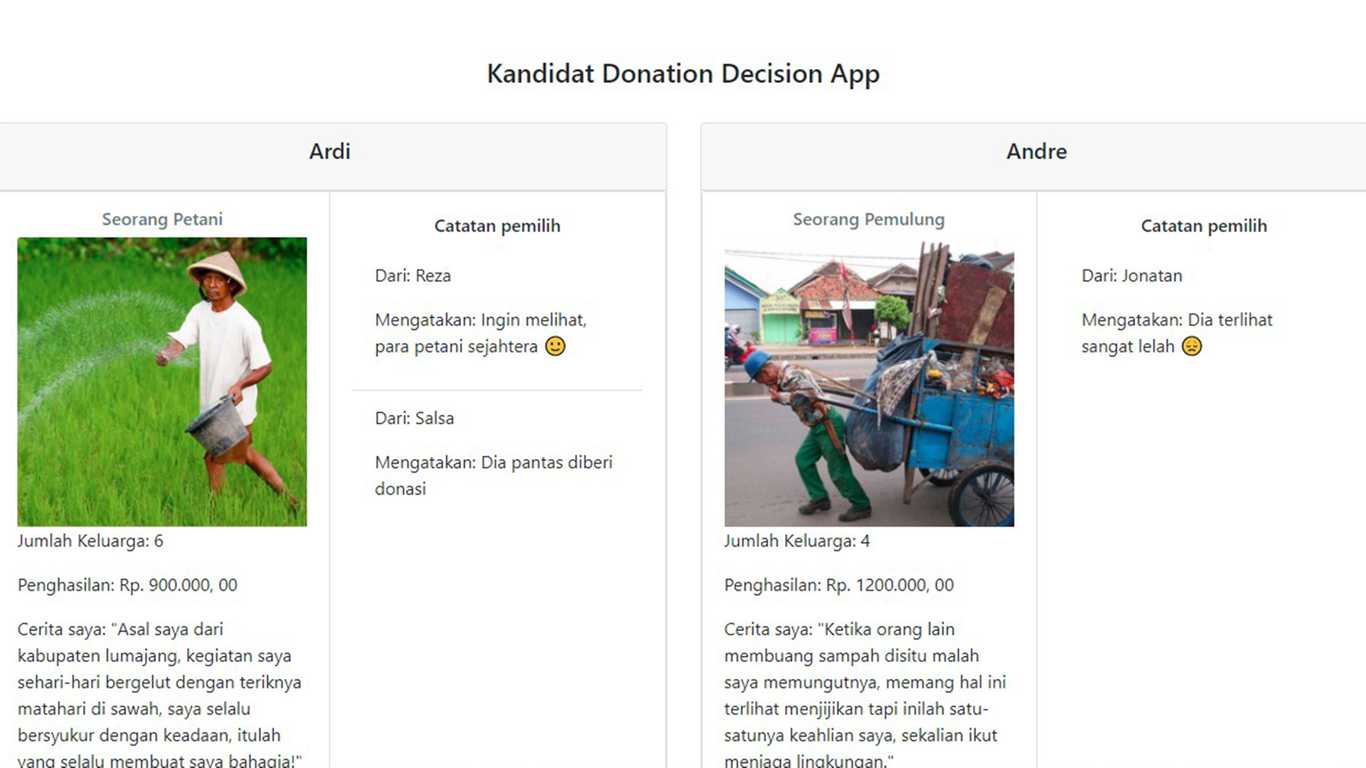 Kandidat Donation Decision App
Ardi
Seorang Petani
Jumlah Keluarga: 6
Penghasilan: Rp. 900.000, 00
Cerita saya: "Asal saya dari
kabupaten lumajang, kegiatan saya
sehari-hari bergelut dengan teriknya
matahari di sawah, saya selalu
bersyukur dengan keadaan, itulah
yang selalu membuat saya bahagia!"
Catatan pemilih
Dari: Reza
Mengatakan: Ingin melihat,
para petani sejahtera 🙂
Dari: Salsa
Mengatakan: Dia pantas diberi
donasi
Andre
Seorang Pemulung
Jumlah Keluarga: 4
Penghasilan: Rp. 1200.000, 00
Cerita saya: "Ketika orang lain
membuang sampah disitu malah
saya memungutnya, memang hal ini
terlihat menjijikan tapi inilah satu-
satunya keahlian saya, sekalian ikut
menjaga lingkungan."
Catatan pemilih
Dari: Jonatan
Mengatakan: Dia terlihat
sangat lelah 😞